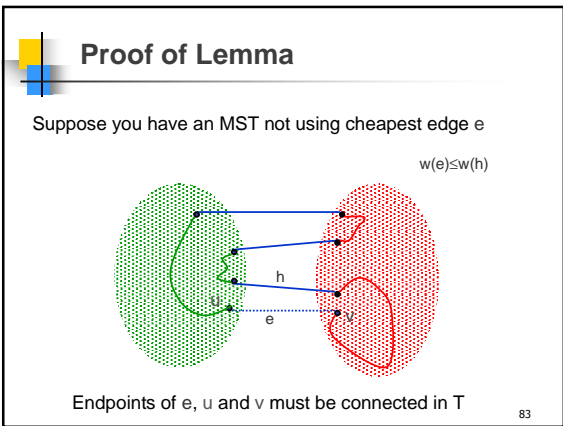 Proof of Lemma
Suppose you have an MST not using cheapest edge e
w(e)≤w(h)
h
u
e
v
Endpoints of e, u and v must be connected in T
83